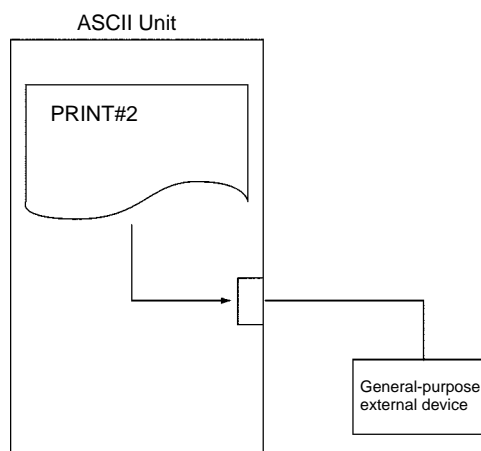 ASCII Unit
PRINT#2
General-purpose
external device